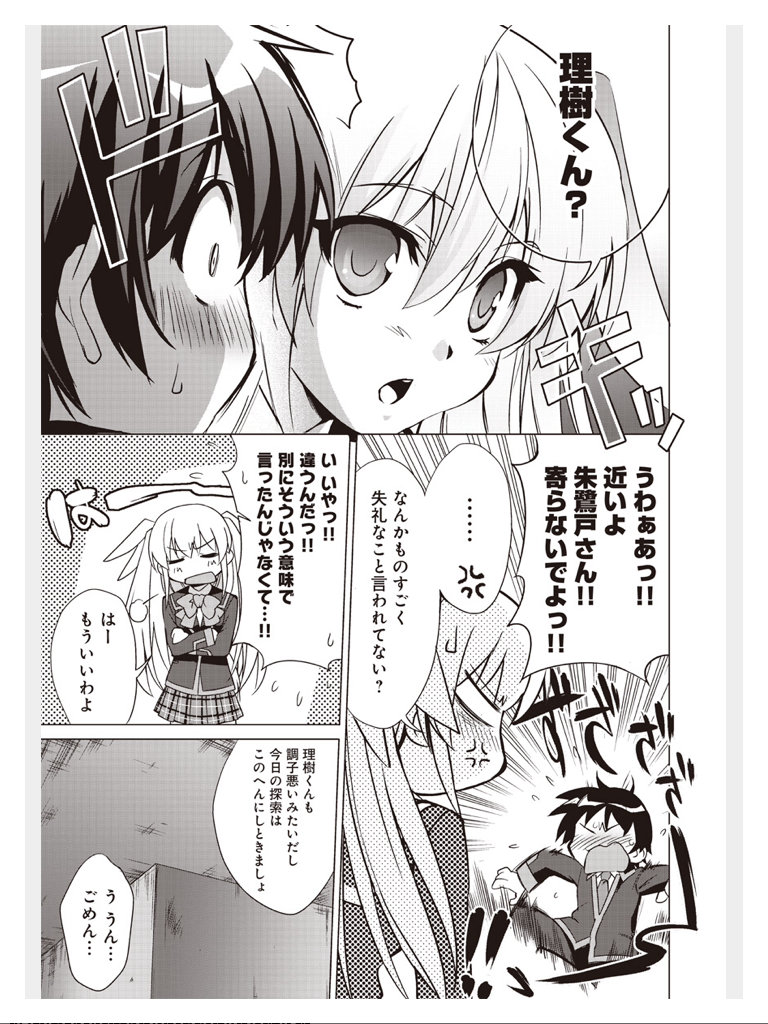 理樹くん?
ドキッ
うわぁあっ!!
近いよ
朱鷺戸さん!!
寄らないでよっ!!
ずざざざざ
……
なんかものすごく
失礼なこと言われてない?
い いやっ!!
違うんだっ!!
別にそういう意味で
言ったんじゃなくて…!!
はー
もういいわよ
理樹くんも
調子悪いみたいだし
今日の探索は
このへんにしときましょ
う うん…
ごめん…